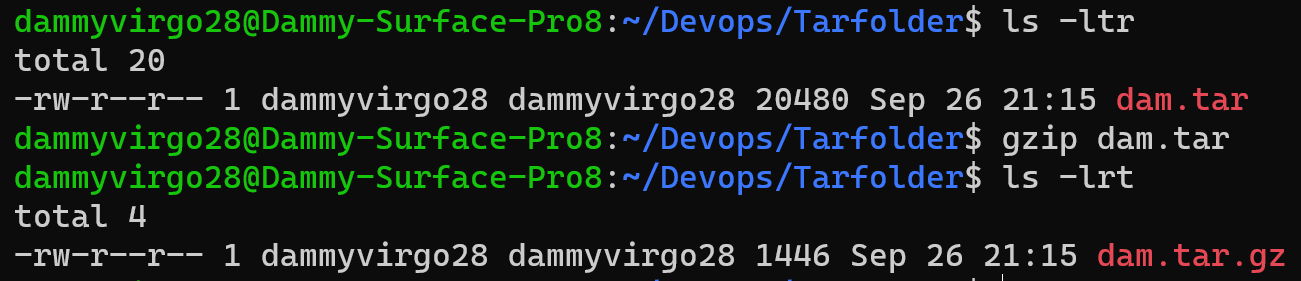 dammyvirgo28@Dammy-Surface-Pro8:~/Devops/Tarfolder$ ls -ltr
total 20
-rw-r--r-- 1 dammyvirgo28 dammyvirgo28 20480 Sep 26 21:15 dam.tar
dammyvirgo28@Dammy-Surface-Pro8:~/Devops/Tarfolder$ gzip dam.tar
dammyvirgo28@Dammy-Surface-Pro8:~/Devops/Tarfolder$ ls -lrt
total 4
-rw-r--r-- 1 dammyvirgo28 dammyvirgo28 1446 Sep 26 21:15 dam.tar.gz